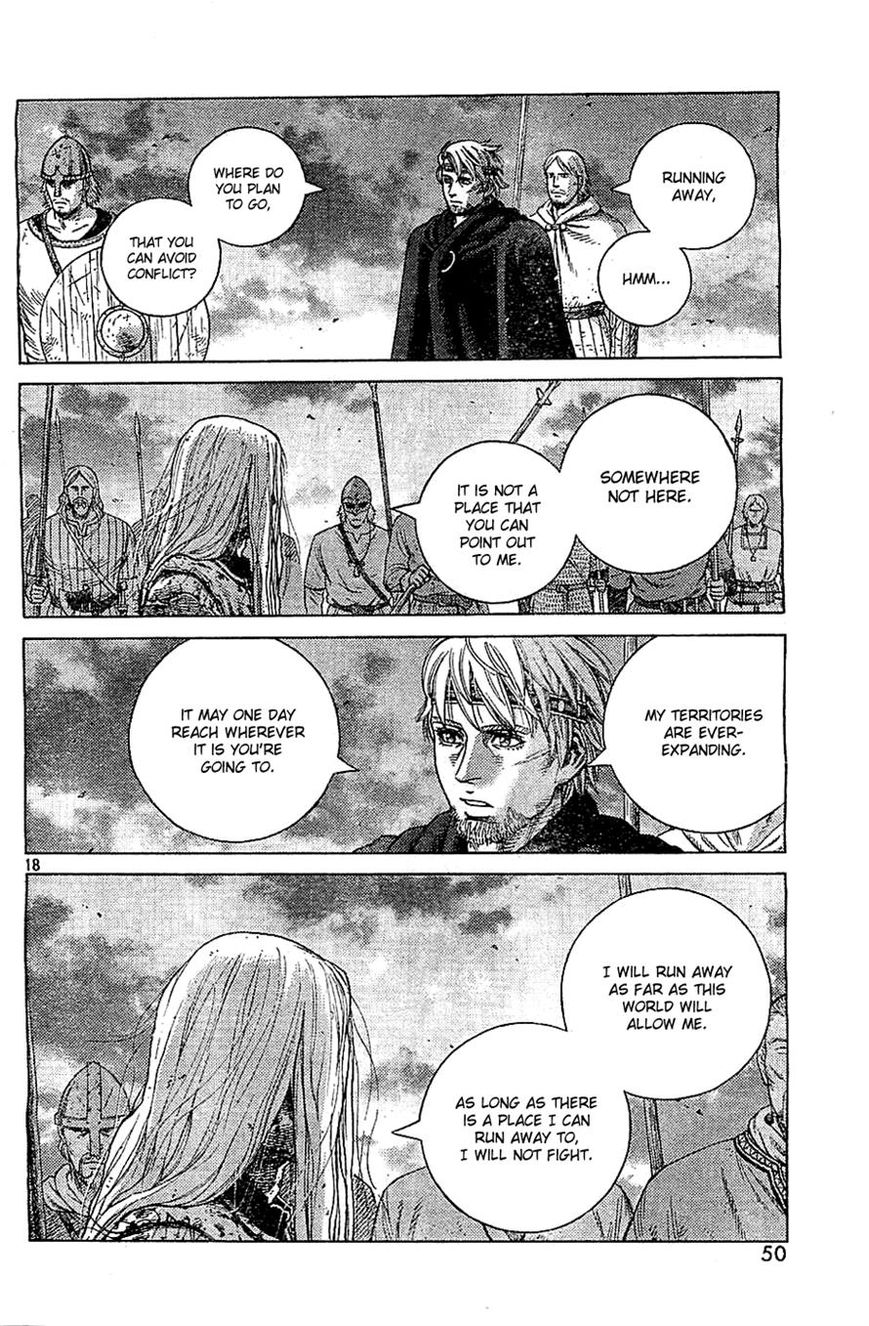 RUNNING
AWAY,
HMM...
WHERE DO
YOU PLAN
TO GO,
THAT YOU
CAN AVOID
CONFLICT?
SOMEWHERE
NOT HERE.
IT IS NOT A
PLACE THAT
YOU CAN
POINT OUT
TO ME.
MY TERRITORIES
ARE EVER-
EXPANDING.
IT MAY ONE DAY
REACH WHEREVER
IT IS YOU'RE
GOING TO.
18
I WILL RUN AWAY
AS FAR AS THIS
WORLD WILL
ALLOW ME.
AS LONG AS THERE
IS A PLACE I CAN
RUN AWAY TO,
I WILL NOT FIGHT.
50